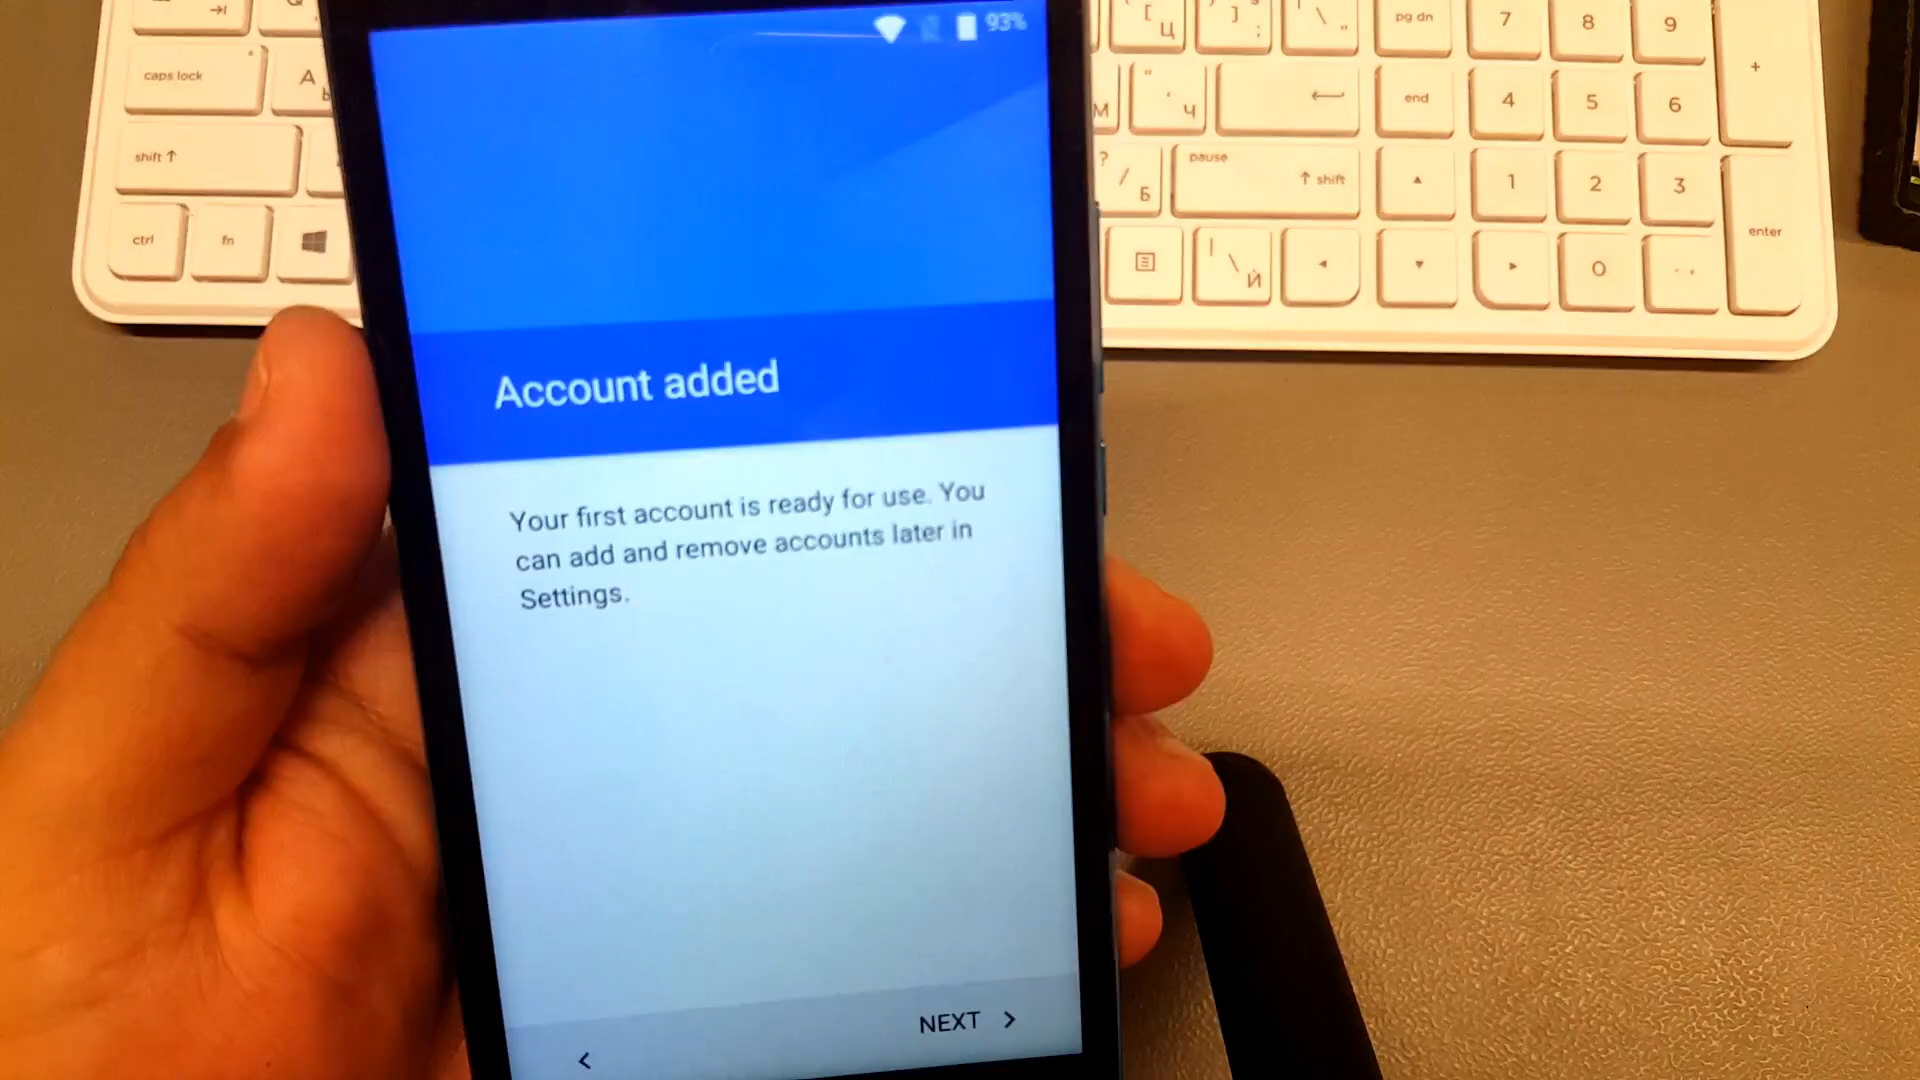 93%
Account added
Your first account is ready for use. You
can add and remove accounts later in
Settings.
NEXT
Q
[
Ц
]
;
\
pg dn
7
8
9
+
caps lock
A
Ь
М
Ч
end
4
5
6
shift
?
/
Б
pause
shift
1
2
3
enter
ctrl
fn
\
Й
0